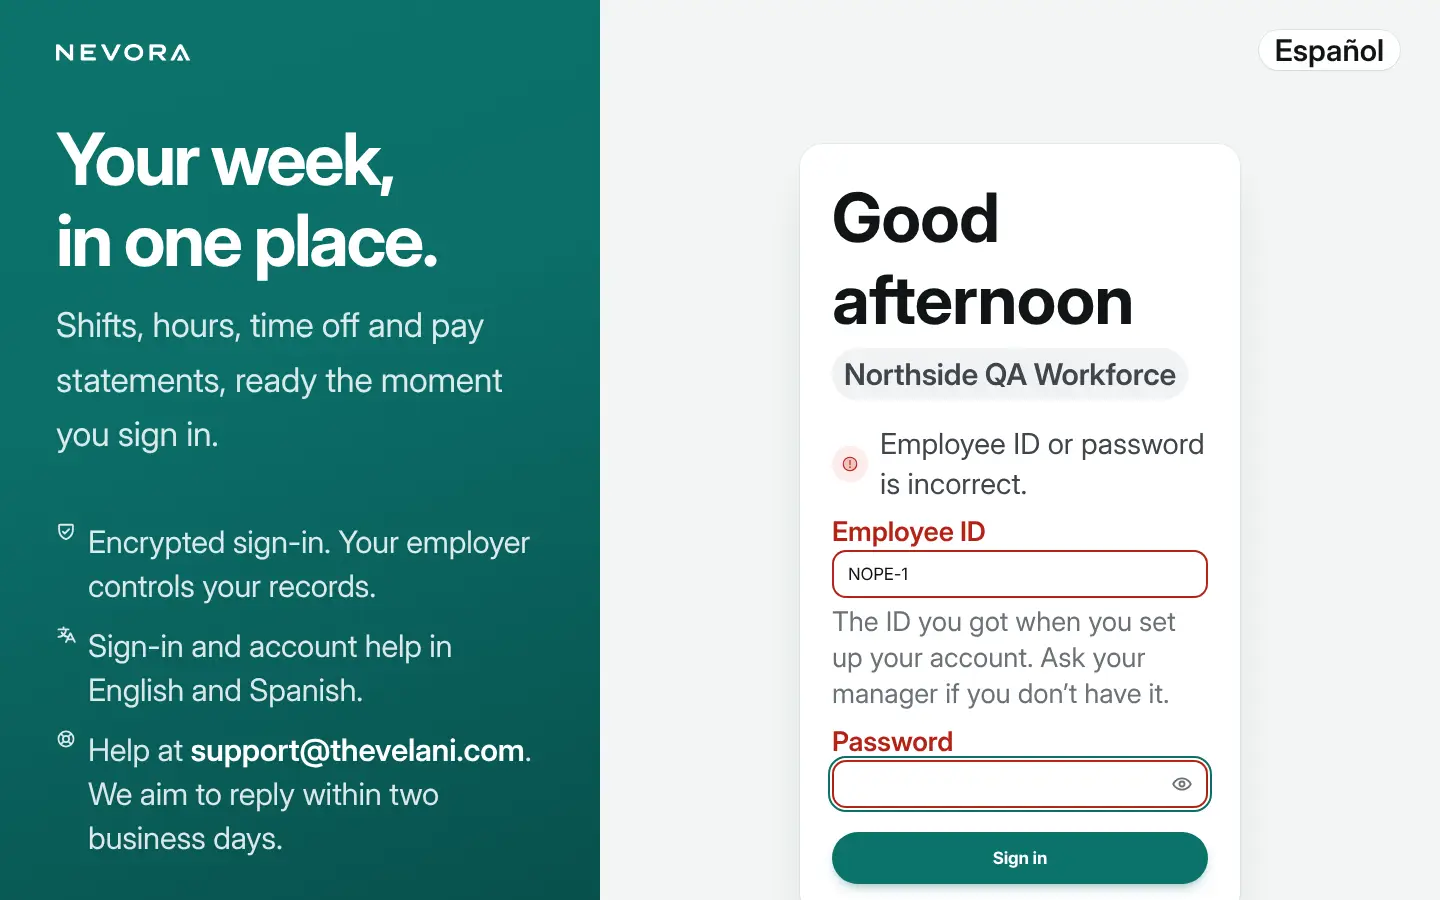 NEVORA
Your week,
in one place.
Shifts, hours, time off and pay
statements, ready the moment
you sign in.
Encrypted sign-in. Your employer
controls your records.
Sign-in and account help in
English and Spanish.
Help at support@thevelani.com.
We aim to reply within two
business days.
Español
Good
afternoon
Northside QA Workforce
Employee ID or password
is incorrect.
Employee ID
NOPE-1
The ID you got when you set
up your account. Ask your
manager if you don’t have it.
Password
Sign in